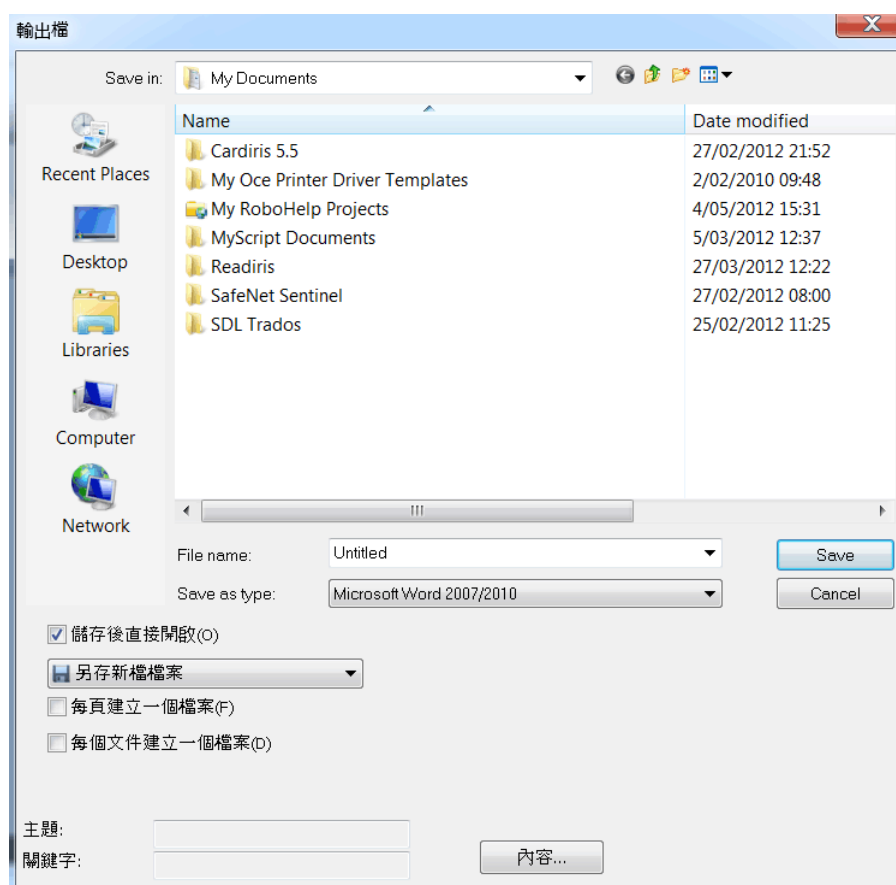 輸出檔
Save in: My Documents
Name Date modified
Cardiris 5.5 27/02/2012 21:52
My Oce Printer Driver Templates 2/02/2010 09:48
My RoboHelp Projects 4/05/2012 15:31
MyScript Documents 5/03/2012 12:37
Readiris 27/03/2012 12:22
SafeNet Sentinel 27/02/2012 08:00
SDL Trados 25/02/2012 11:25
Recent Places
Desktop
Libraries
Computer
Network
File name: Untitled Save
Save as type: Microsoft Word 2007/2010 Cancel
儲存後直接開啟(O)
另存新檔檔案
每頁建立一個檔案(F)
每個文件建立一個檔案(D)
主題:
關鍵字: 內容...